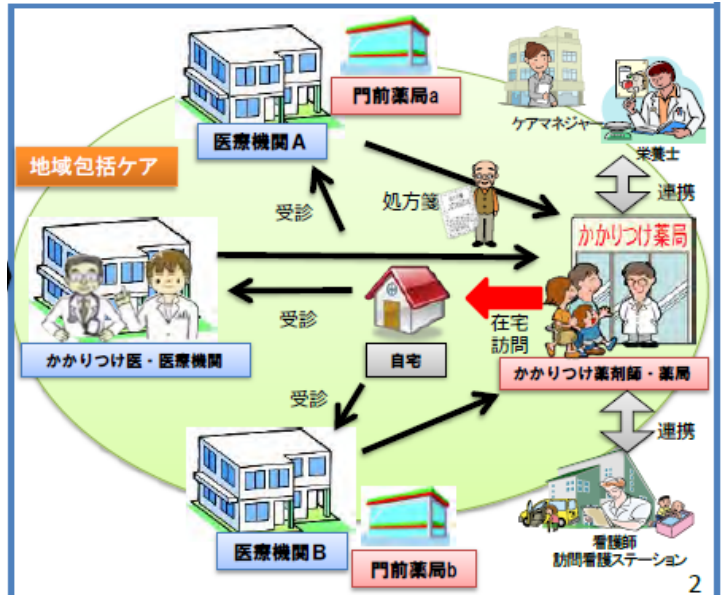 門前薬局a
医療機関A
ケアマネジャー
栄養士
地域包括ケア
受診
処方箋
連携
かかりつけ薬局
受診
在宅
訪問
かかりつけ医・医療機関
自宅
かかりつけ薬剤師・薬局
受診
連携
医療機関B
門前薬局b
看護師
訪問看護ステーション
2